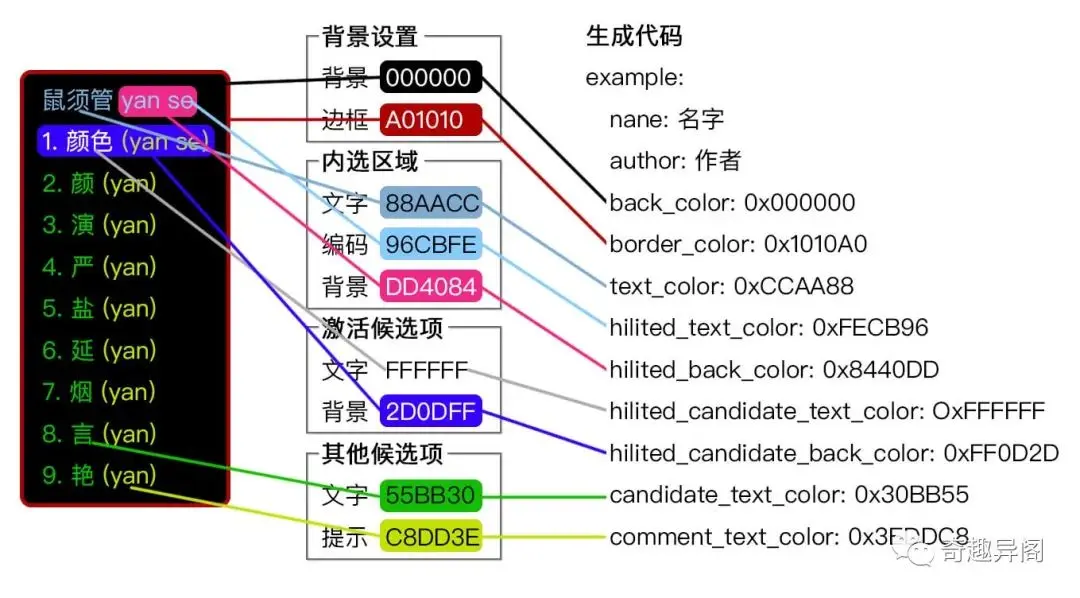 鼠须管 yan se
1. 颜色 (yan se)
2. 颜 (yan)
3. 演 (yan)
4. 严 (yan)
5. 盐 (yan)
6. 延 (yan)
7. 烟 (yan)
8. 言 (yan)
9. 艳 (yan)
背景设置
背景 000000
边框 A01010
内选区域
文字 88AACC
编码 96CBFE
背景 DD4084
激活候选项
文字 FFFFFF
背景 2D0DFF
其他候选项
文字 55BB30
提示 C8DD3E
生成代码
example:
nane: 名字
author: 作者
back_color: 0x000000
border_color: 0x1010A0
text_color: 0xCCAA88
hilited_text_color: 0xFECB96
hilited_back_color: 0x8440DD
hilited_candidate_text_color: OxFFFFFF
hilited_candidate_back_color: 0xFF0D2D
candidate_text_color: 0x30BB55
comment_text_color: 0x3EDDC8
奇趣异阁